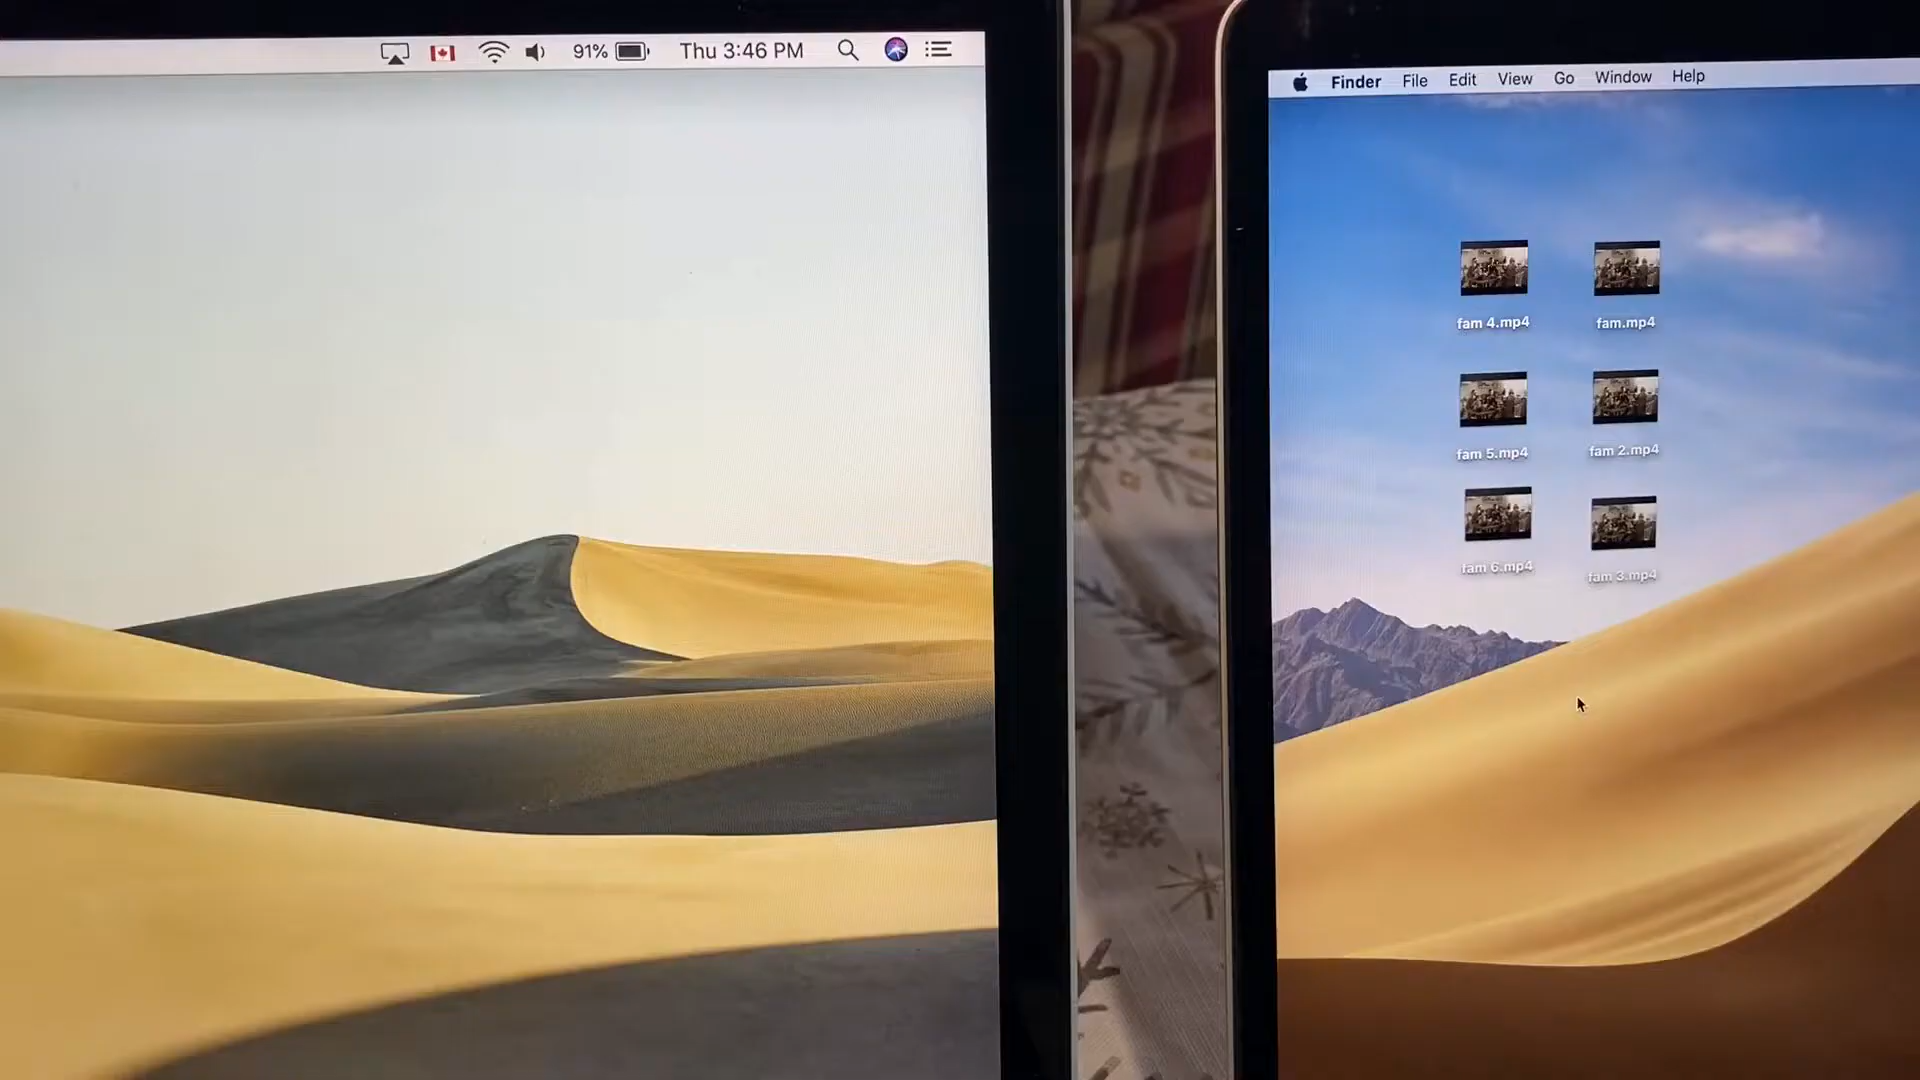 91% Thu 3:46 PM
Finder File Edit View Go Window Help
fam 4.mp4 fam.mp4
fam 5.mp4 fam 2.mp4
fam 6.mp4 fam 3.mp4